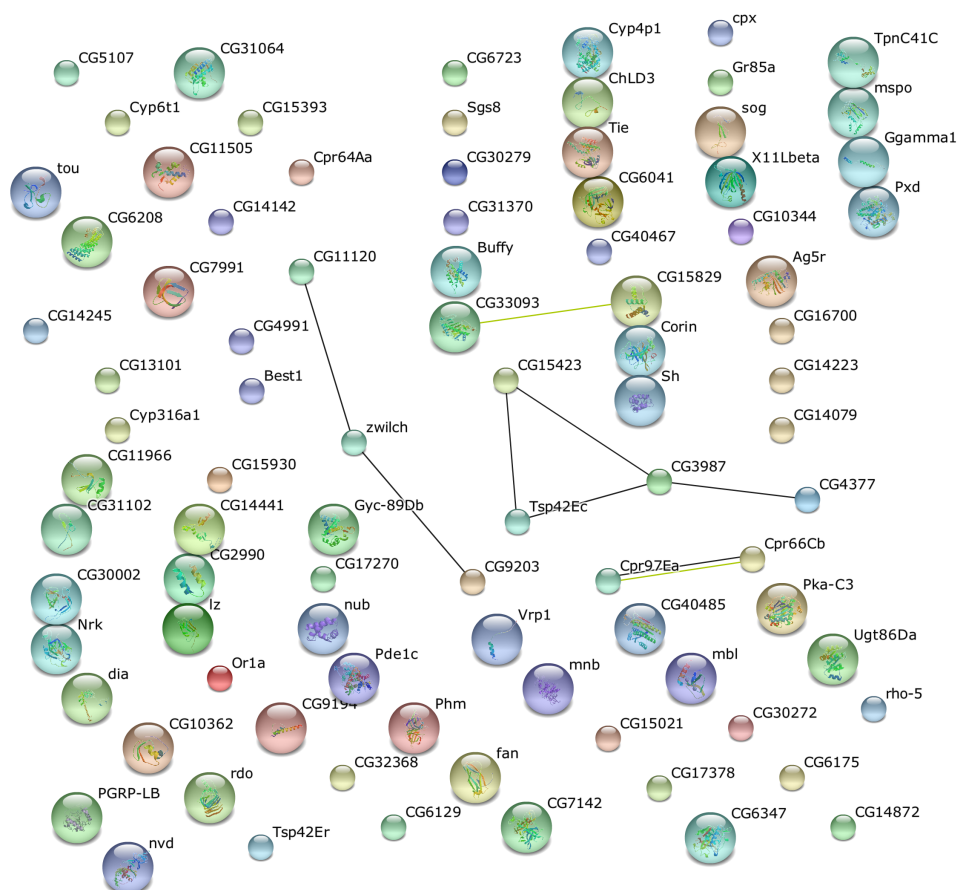 cpx
Cyp4p1
TpnC41C
CG31064
CG5107
CG6723
Gr85a
ChLD3
mspo
Cyp6t1
CG15393
Sgs8
sog
Tie
Ggamma1
CG11505
Cpr64Aa
CG30279
X11Lbeta
tou
CG6041
Pxd
CG6208
CG14142
CG31370
CG10344
CG40467
Buffy
CG11120
Ag5r
CG7991
CG15829
CG33093
CG14245
CG4991
CG16700
Corin
CG13101
Best1
CG15423
Sh
CG14223
Cyp316a1
zwilch
CG14079
CG11966
CG15930
CG3987
CG4377
CG31102
CG14441
Gyc-89Db
Tsp42Ec
Cpr66Cb
CG2990
CG17270
CG9203
Cpr97Ea
CG30002
Pka-C3
lz
nub
Vrp1
CG40485
Nrk
Ugt86Da
Or1a
Pde1c
mnb
mbl
dia
rho-5
CG10362
CG9194
Phm
CG15021
CG30272
CG32368
fan
rdo
CG17378
CG6175
PGRP-LB
CG6129
CG7142
CG6347
CG14872
Tsp42Er
nvd